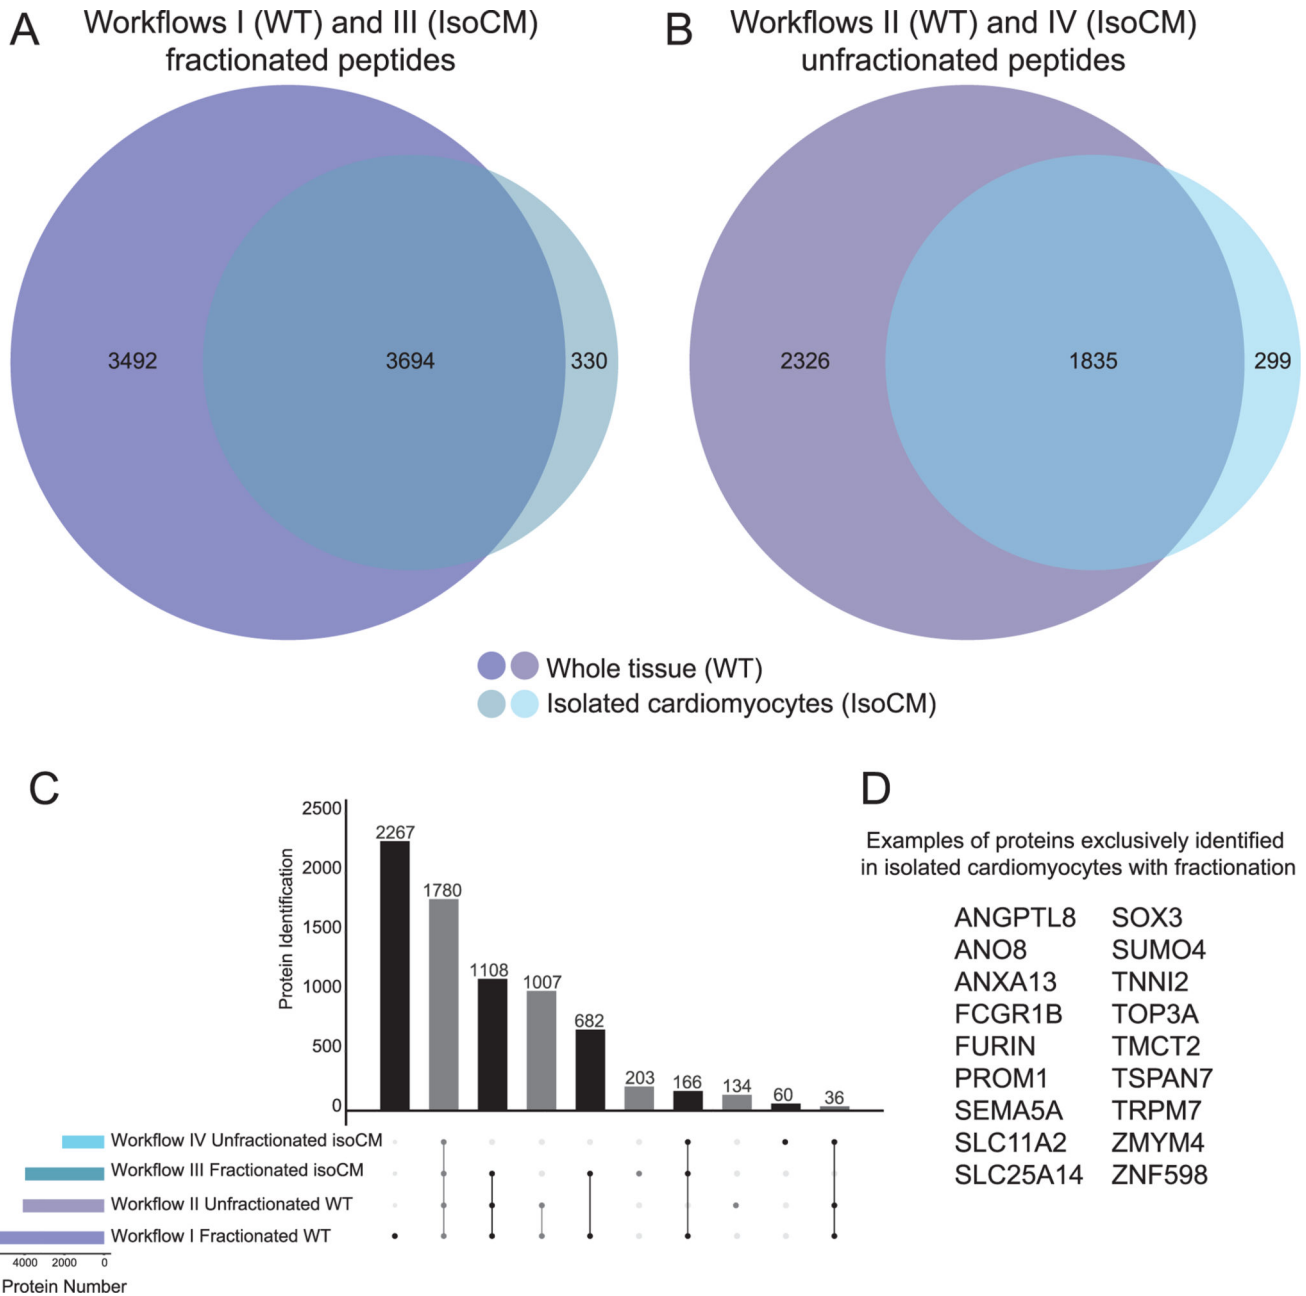 A
Workflows I (WT) and III (IsoCM)
fractionated peptides
B
Workflows II (WT) and IV (IsoCM)
unfractionated peptides
3492
3694
330
2326
1835
299
Whole tissue (WT)
Isolated cardiomyocytes (IsoCM)
C
Protein Identification
2500
2000
1500
1000
500
0
2267
1780
1108
1007
682
203
166
134
60
36
Workflow IV Unfractionated isoCM
Workflow III Fractionated isoCM
Workflow II Unfractionated WT
Workflow I Fractionated WT
4000 2000 0
Protein Number
D
Examples of proteins exclusively identified
in isolated cardiomyocytes with fractionation
ANGPTL8 SOX3
ANO8 SUMO4
ANXA13 TNNI2
FCGR1B TOP3A
FURIN TMCT2
PROM1 TSPAN7
SEMA5A TRPM7
SLC11A2 ZMYM4
SLC25A14 ZNF598